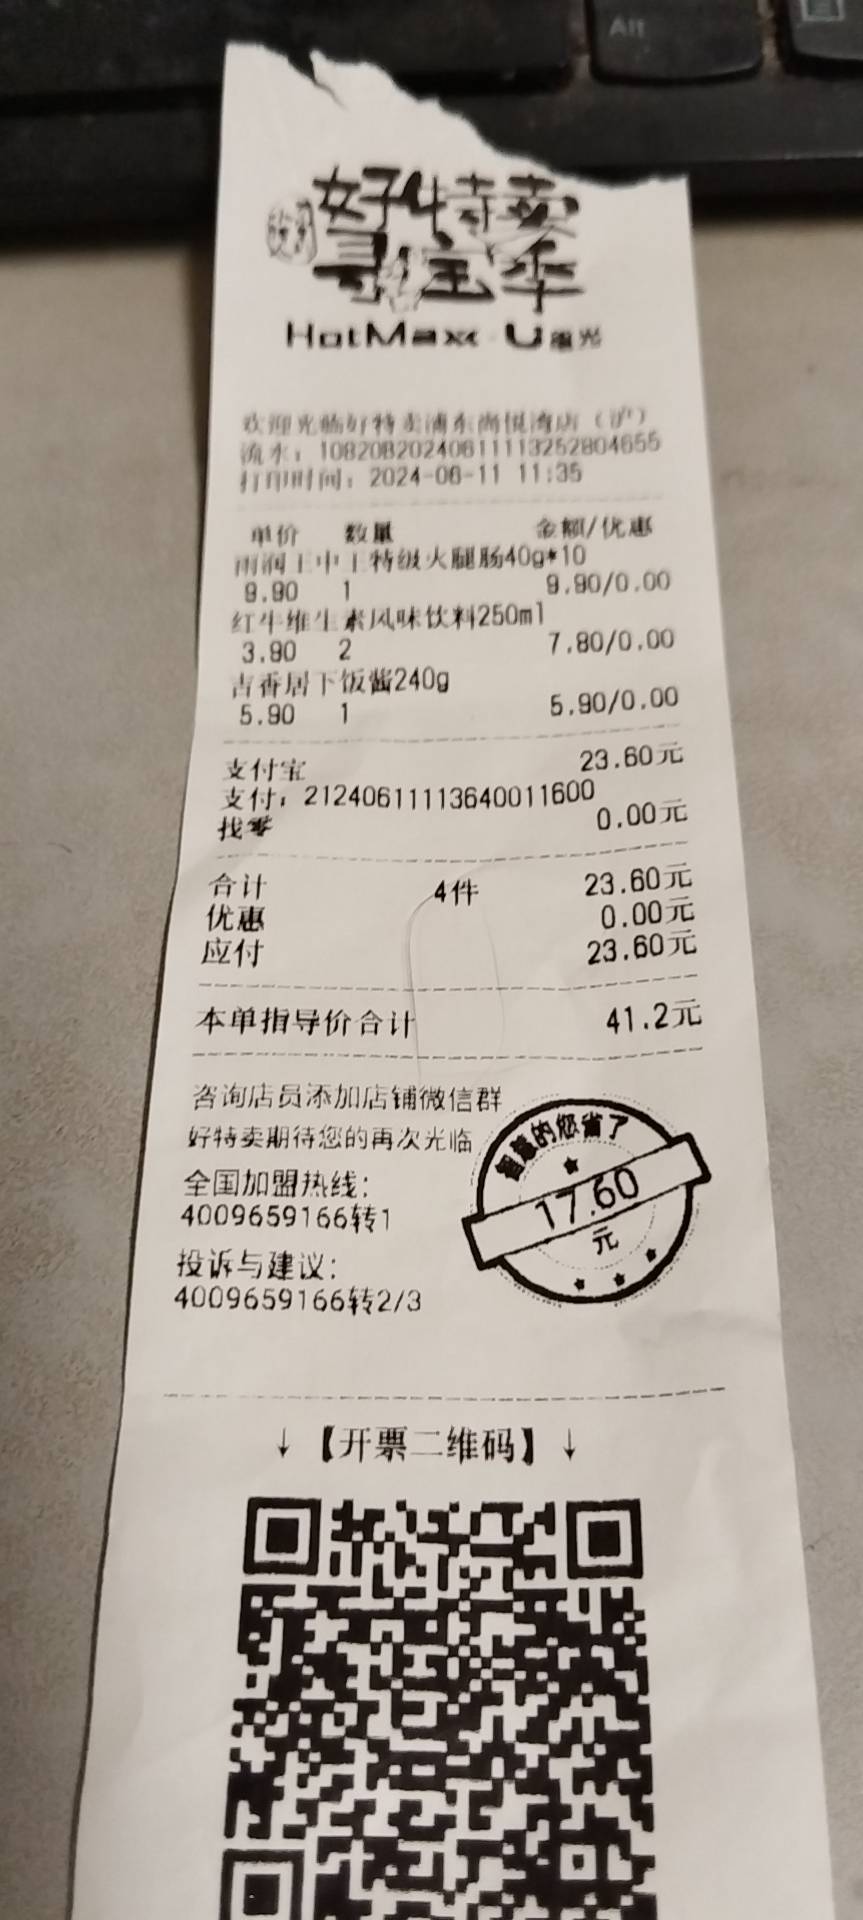 Alt
好特卖
寻宝季
HotMaxx U
欢迎光临好特卖浦东尚悦湾店（沪）
流水：108208202406111113252804655
打印时间：2024-06-11 11:35
单价 数量 金额/优惠
雨润王中王特级火腿肠40g*10
9.90 1 9.90/0.00
红牛维生素风味饮料250ml
3.90 2 7.80/0.00
吉香居下饭酱240g
5.90 1 5.90/0.00
支付宝 23.60元
支付：21240611113640011600
找零 0.00元
合计 4件 23.60元
优惠 0.00元
应付 23.60元
本单指导价合计 41.2元
咨询店员添加店铺微信群
好特卖期待您的再次光临
全国加盟热线：
4009659166转1
投诉与建议：
4009659166转2/3
智慧的您省了
17.60
元
↓【开票二维码】↓